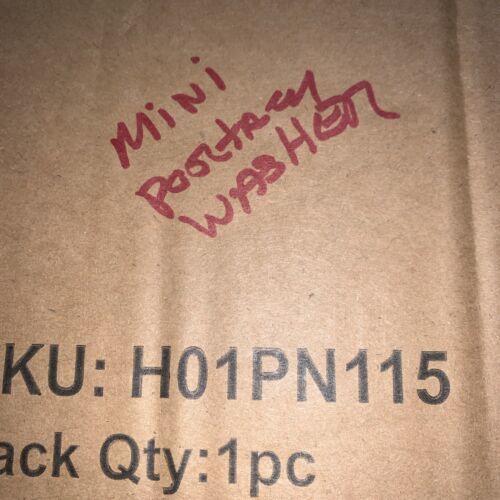 MiNi
WASHER
KU: H01PN115
ack Qty:1pc